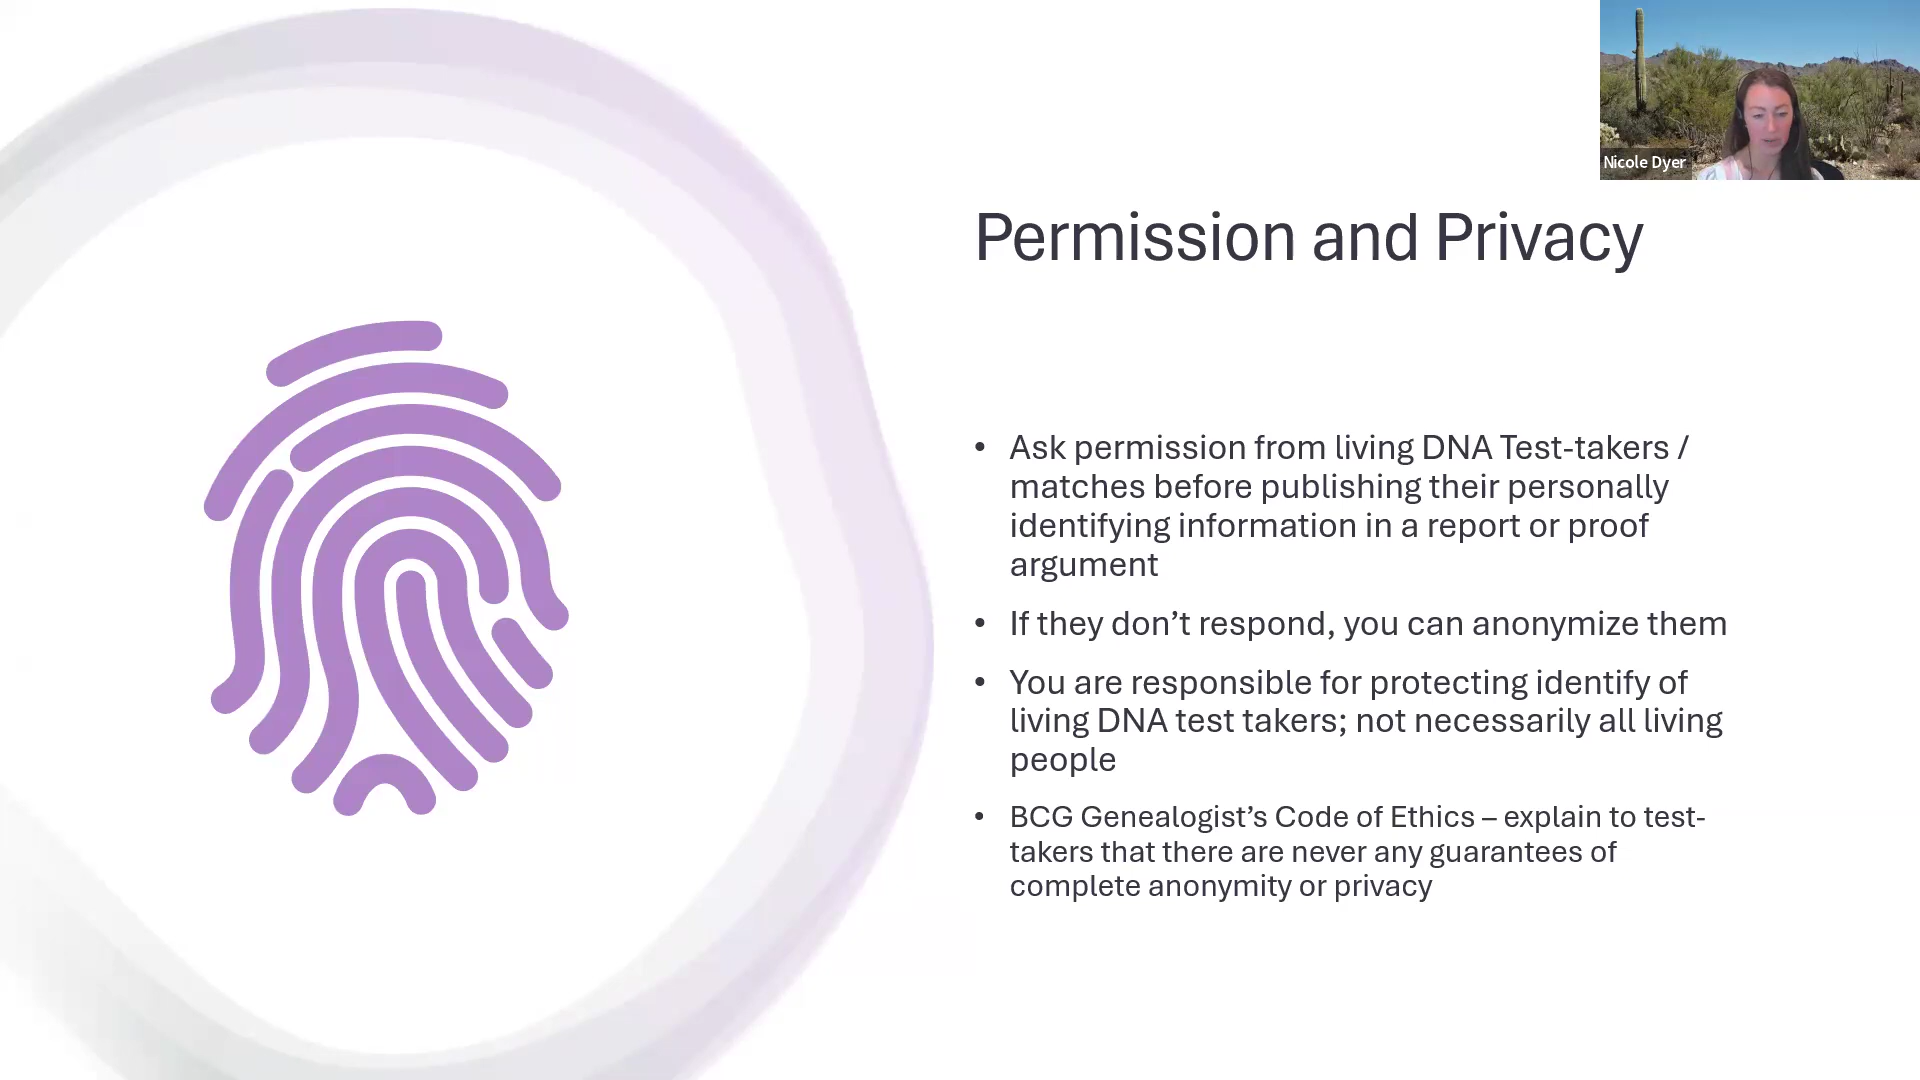 Nicole Dyer
Permission and Privacy
• Ask permission from living DNA Test-takers /
matches before publishing their personally
identifying information in a report or proof
argument
• If they don’t respond, you can anonymize them
• You are responsible for protecting identify of
living DNA test takers; not necessarily all living
people
• BCG Genealogist’s Code of Ethics – explain to test-
takers that there are never any guarantees of
complete anonymity or privacy